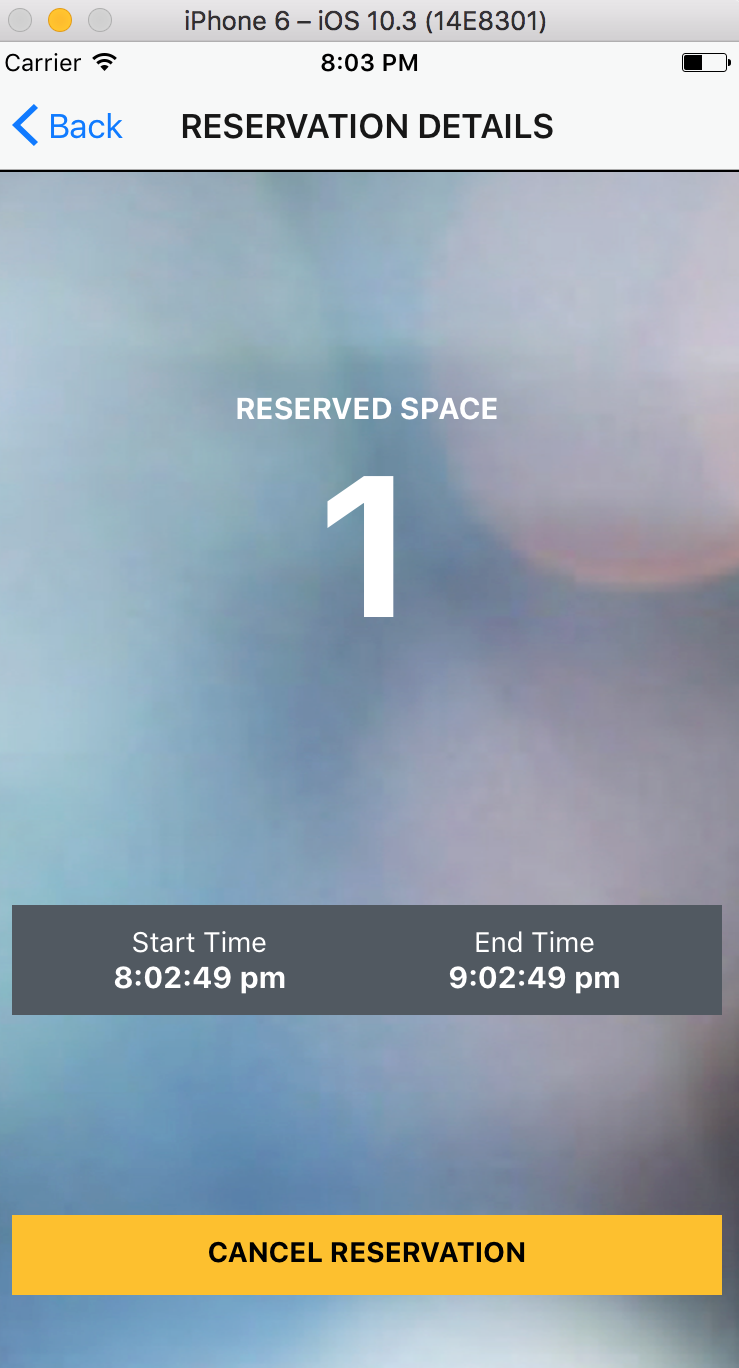 iPhone 6 – iOS 10.3 (14E8301)
Carrier 8:03 PM
Back RESERVATION DETAILS
RESERVED SPACE
1
Start Time End Time
8:02:49 pm 9:02:49 pm
CANCEL RESERVATION